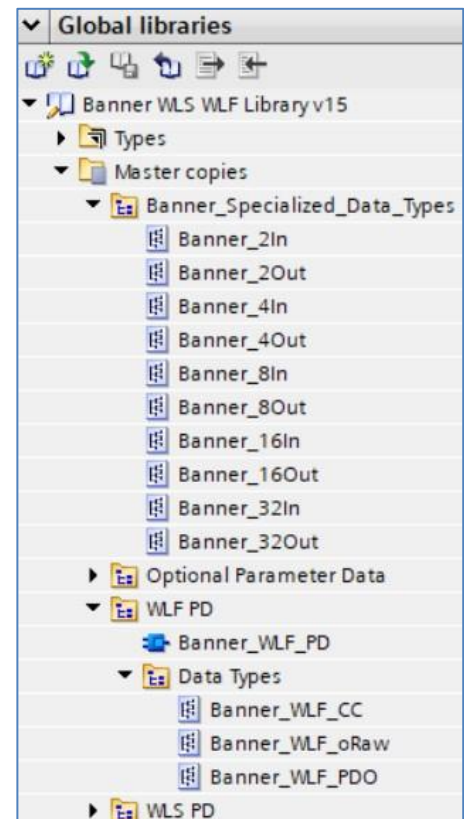 Global libraries
Banner WLS WLF Library v15
Types
Master copies
Banner_Specialized_Data_Types
Banner_2In
Banner_2Out
Banner_4In
Banner_4Out
Banner_8In
Banner_8Out
Banner_16In
Banner_16Out
Banner_32In
Banner_32Out
Optional Parameter Data
WLF PD
Banner_WLF_PD
Data Types
Banner_WLF_CC
Banner_WLF_oRaw
Banner_WLF_PDO
WLS PD